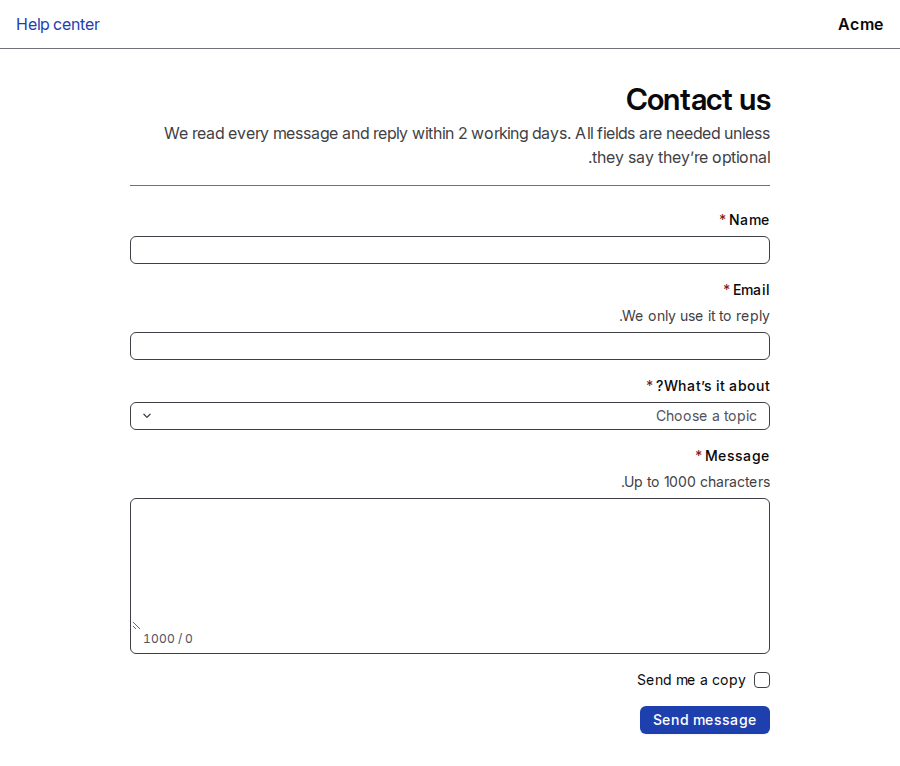 Help center
Acme
Contact us
We read every message and reply within 2 working days. All fields are needed unless
.they say they’re optional
* Name
* Email
.We only use it to reply
* ?What’s it about
Choose a topic
* Message
.Up to 1000 characters
1000 / 0
Send me a copy
Send message